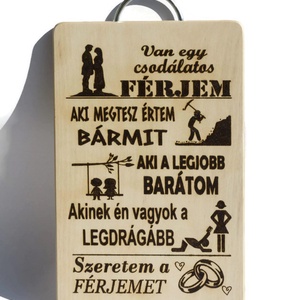 Van egy
csodálatos
FÉRJEM
AKI MEGTESZ ÉRTEM
BÁRMIT
AKI A LEGJOBB
BARÁTOM
Akinek én vagyok a
LEGDRÁGÁBB
Szeretem a
FÉRJEMET